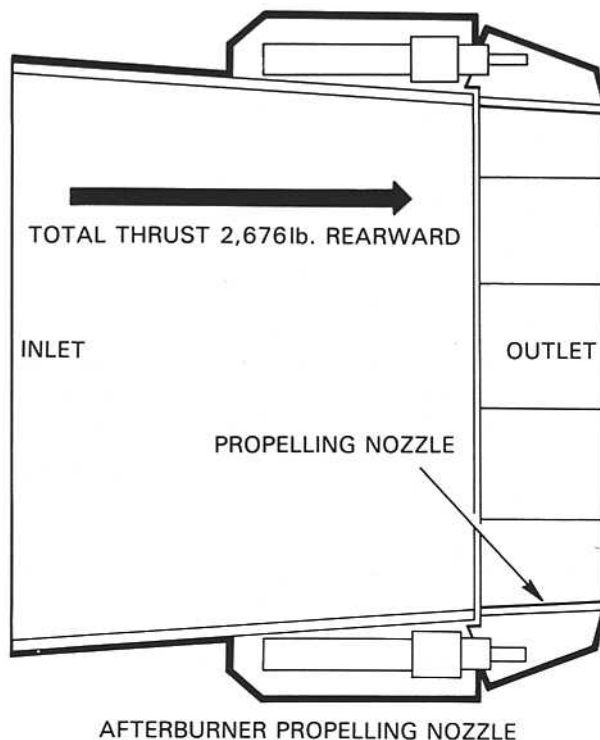 TOTAL THRUST 2,676lb. REARWARD
INLET
OUTLET
PROPELLING NOZZLE
AFTERBURNER PROPELLING NOZZLE